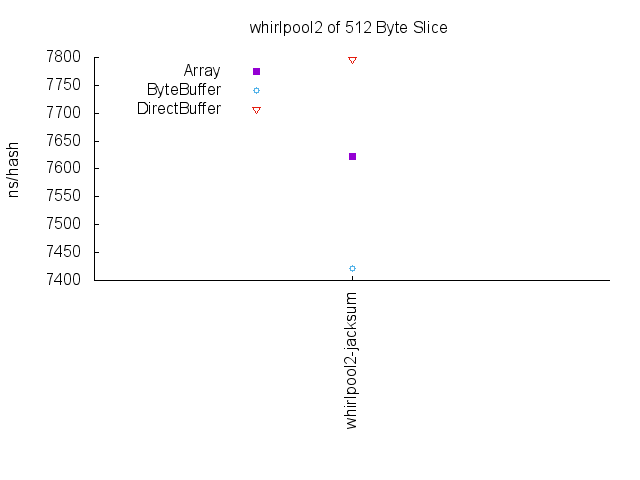 whirlpool2 of 512 Byte Slice
7800
7750
7700
7650
7600
7550
7500
7450
7400
ns/hash
Array
ByteBuffer
DirectBuffer
whirlpool2-jacksum